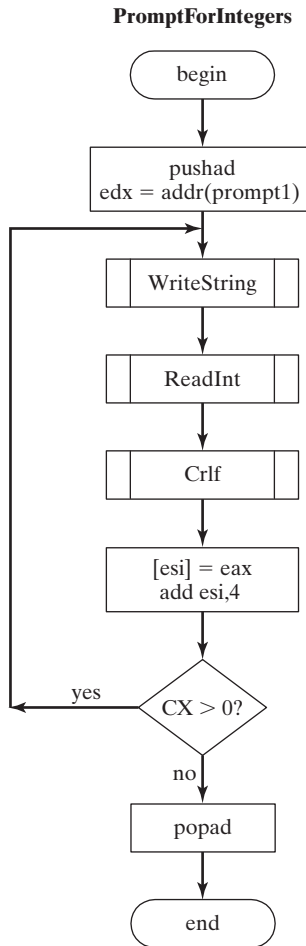 PromptForIntegers
begin
pushad
edx = addr(prompt1)
WriteString
ReadInt
Crlf
[esi] = eax
add esi,4
yes
CX > 0?
no
popad
end